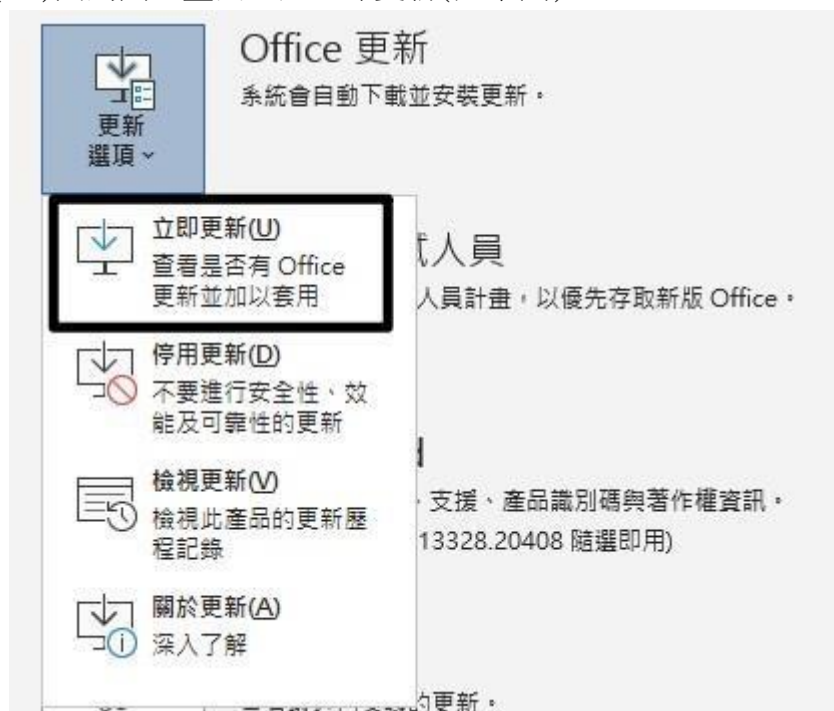 Office 更新
系統會自動下載並安裝更新。
更新
選項
立即更新(U)
查看是否有 Office
更新並加以套用
人員
人員計畫，以優先存取新版 Office。
停用更新(D)
不要進行安全性、效
能及可靠性的更新
檢視更新(V)
檢視此產品的更新歷
程記錄
支援、產品識別碼與著作權資訊。
13328.20408 隨選即用)
關於更新(A)
深入了解
的更新。